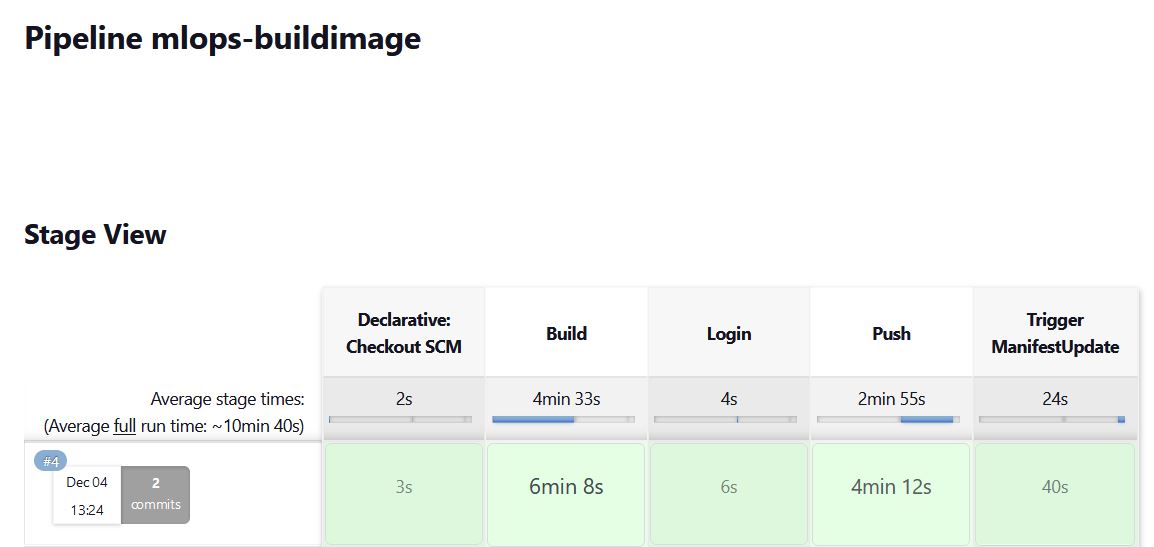 Pipeline mlops-buildimage
Stage View
Declarative:
Checkout SCM
Build
Login
Push
Trigger
ManifestUpdate
Average stage times:
(Average full run time: ~10min 40s)
2s
4min 33s
4s
2min 55s
24s
#4
Dec 04
13:24
2
commits
3s
6min 8s
6s
4min 12s
40s